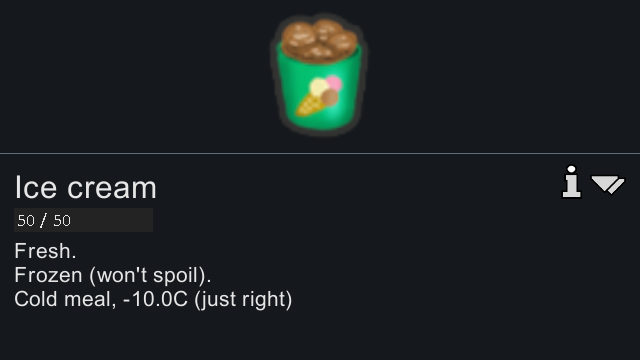 Ice cream
50 / 50
Fresh.
Frozen (won't spoil).
Cold meal, -10.0C (just right)